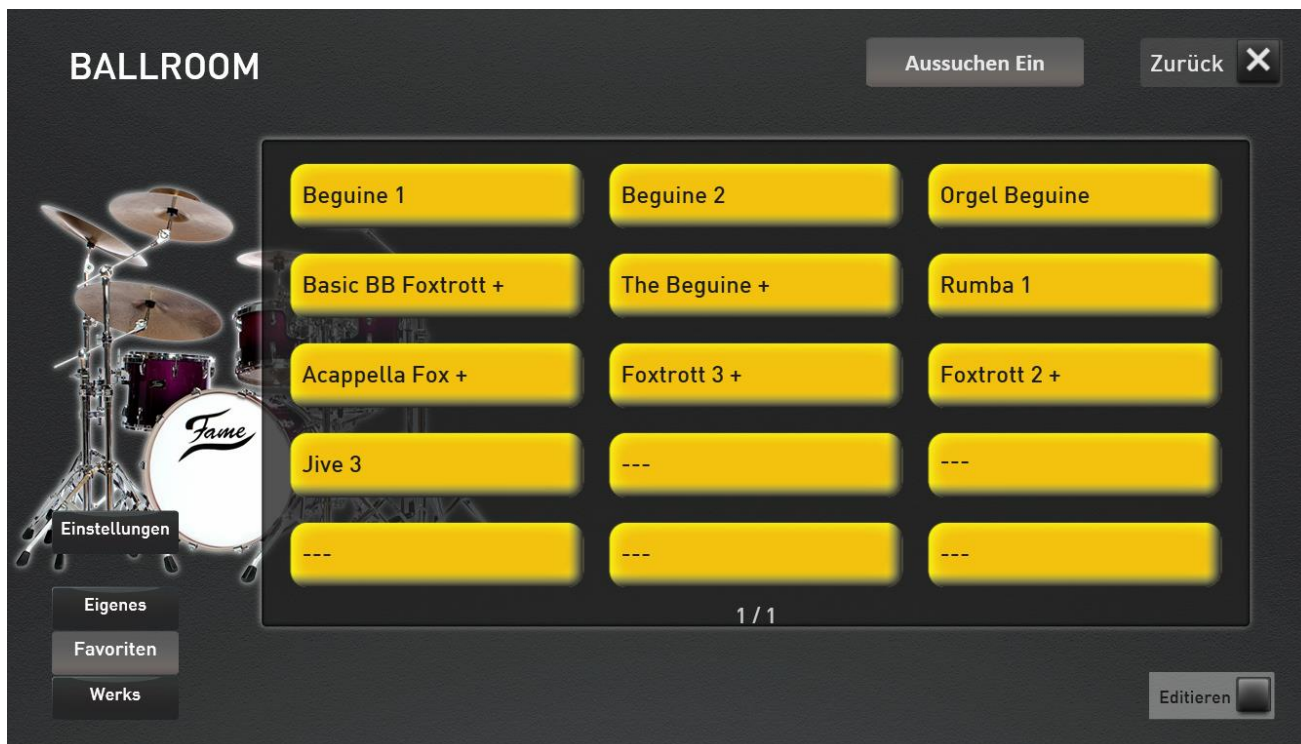 BALLROOM
Aussuchen Ein
Zurück
Beguine 1
Beguine 2
Orgel Beguine
Basic BB Foxtrott +
The Beguine +
Rumba 1
Acappella Fox +
Foxtrott 3 +
Foxtrott 2 +
Fame
Jive 3
---
---
Einstellungen
---
---
---
Eigenes
1 / 1
Favoriten
Werks
Editieren